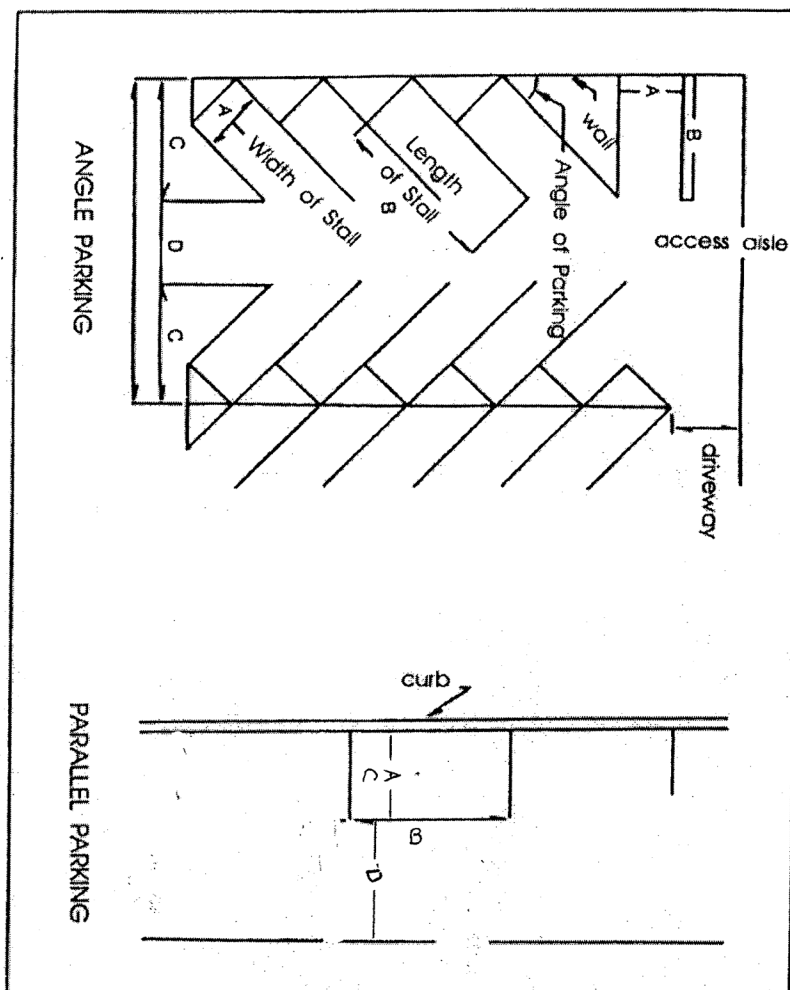 ANGLE PARKING
C
D
C
A
Width of Stall
Length
of Stall
B
Angle of Parking
wall
A
B
access aisle
driveway
PARALLEL PARKING
curb
A
C
B
D